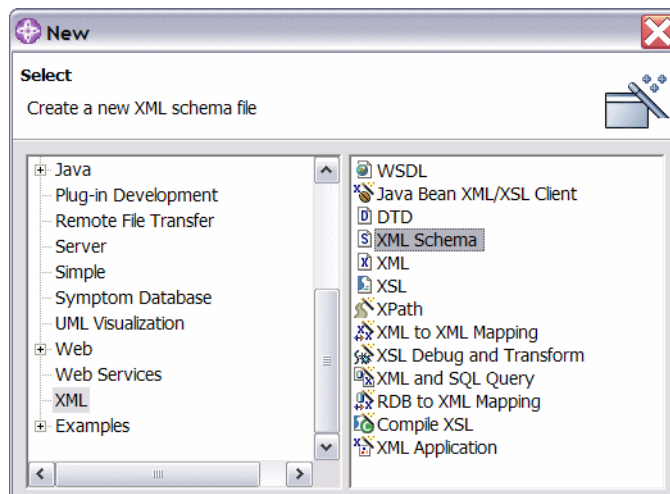 New
Select
Create a new XML schema file
Java
Plug-in Development
Remote File Transfer
Server
Simple
Symptom Database
UML Visualization
Web
Web Services
XML
Examples
WSDL
Java Bean XML/XSL Client
DTD
XML Schema
XML
XSL
XPath
XML to XML Mapping
XSL Debug and Transform
XML and SQL Query
RDB to XML Mapping
Compile XSL
XML Application